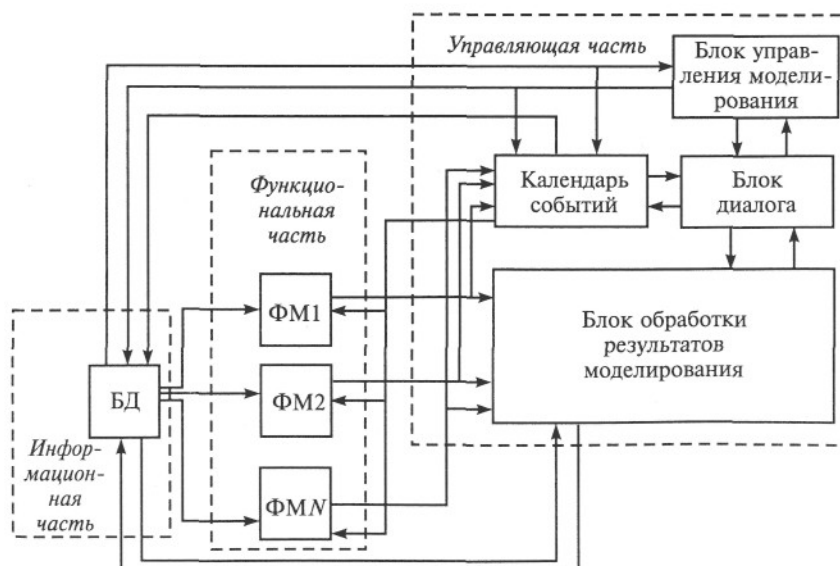 Управляющая часть
Блок управ-
ления модели-
рования
Функцио-
нальная
часть
Календарь
событий
Блок
диалога
ФМ1
Блок обработки
результатов
моделирования
БД
ФМ2
Инфор-
мацион-
ная
часть
ФМN